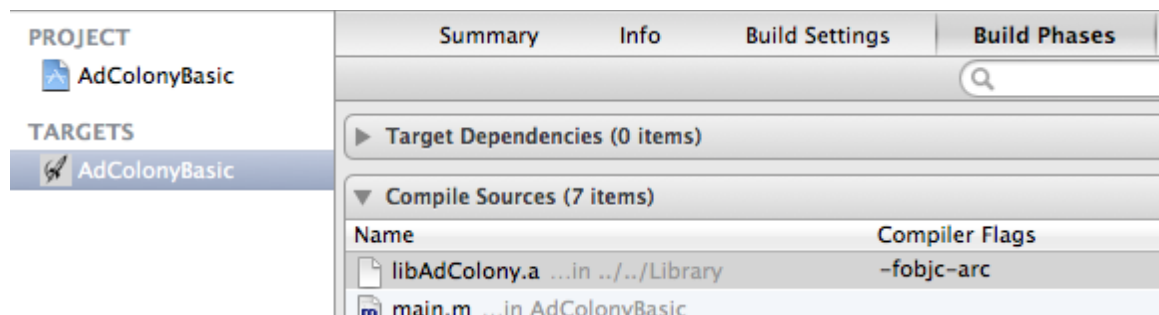 PROJECT
AdColonyBasic
TARGETS
AdColonyBasic
Summary Info Build Settings Build Phases
Target Dependencies (0 items)
Compile Sources (7 items)
Name Compiler Flags
libAdColony.a ...in ../../Library -fobjc-arc
main.m ...in AdColonyBasic